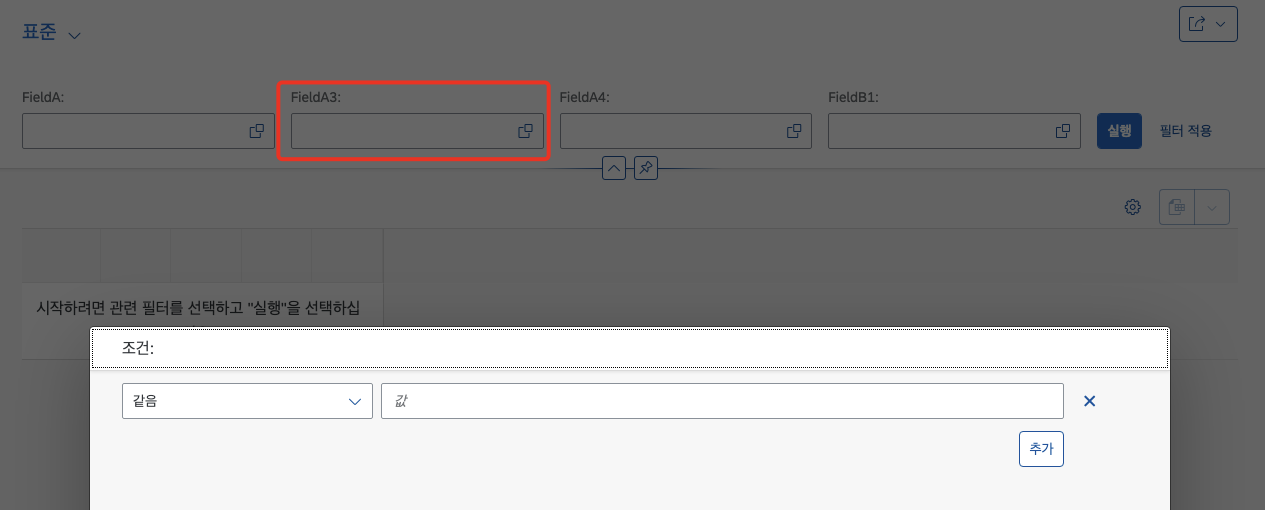 표준
FieldA:
FieldA3:
FieldA4:
FieldB1:
실행
필터 적용
시작하려면 관련 필터를 선택하고 "실행"을 선택하십
조건:
같음
값
추가